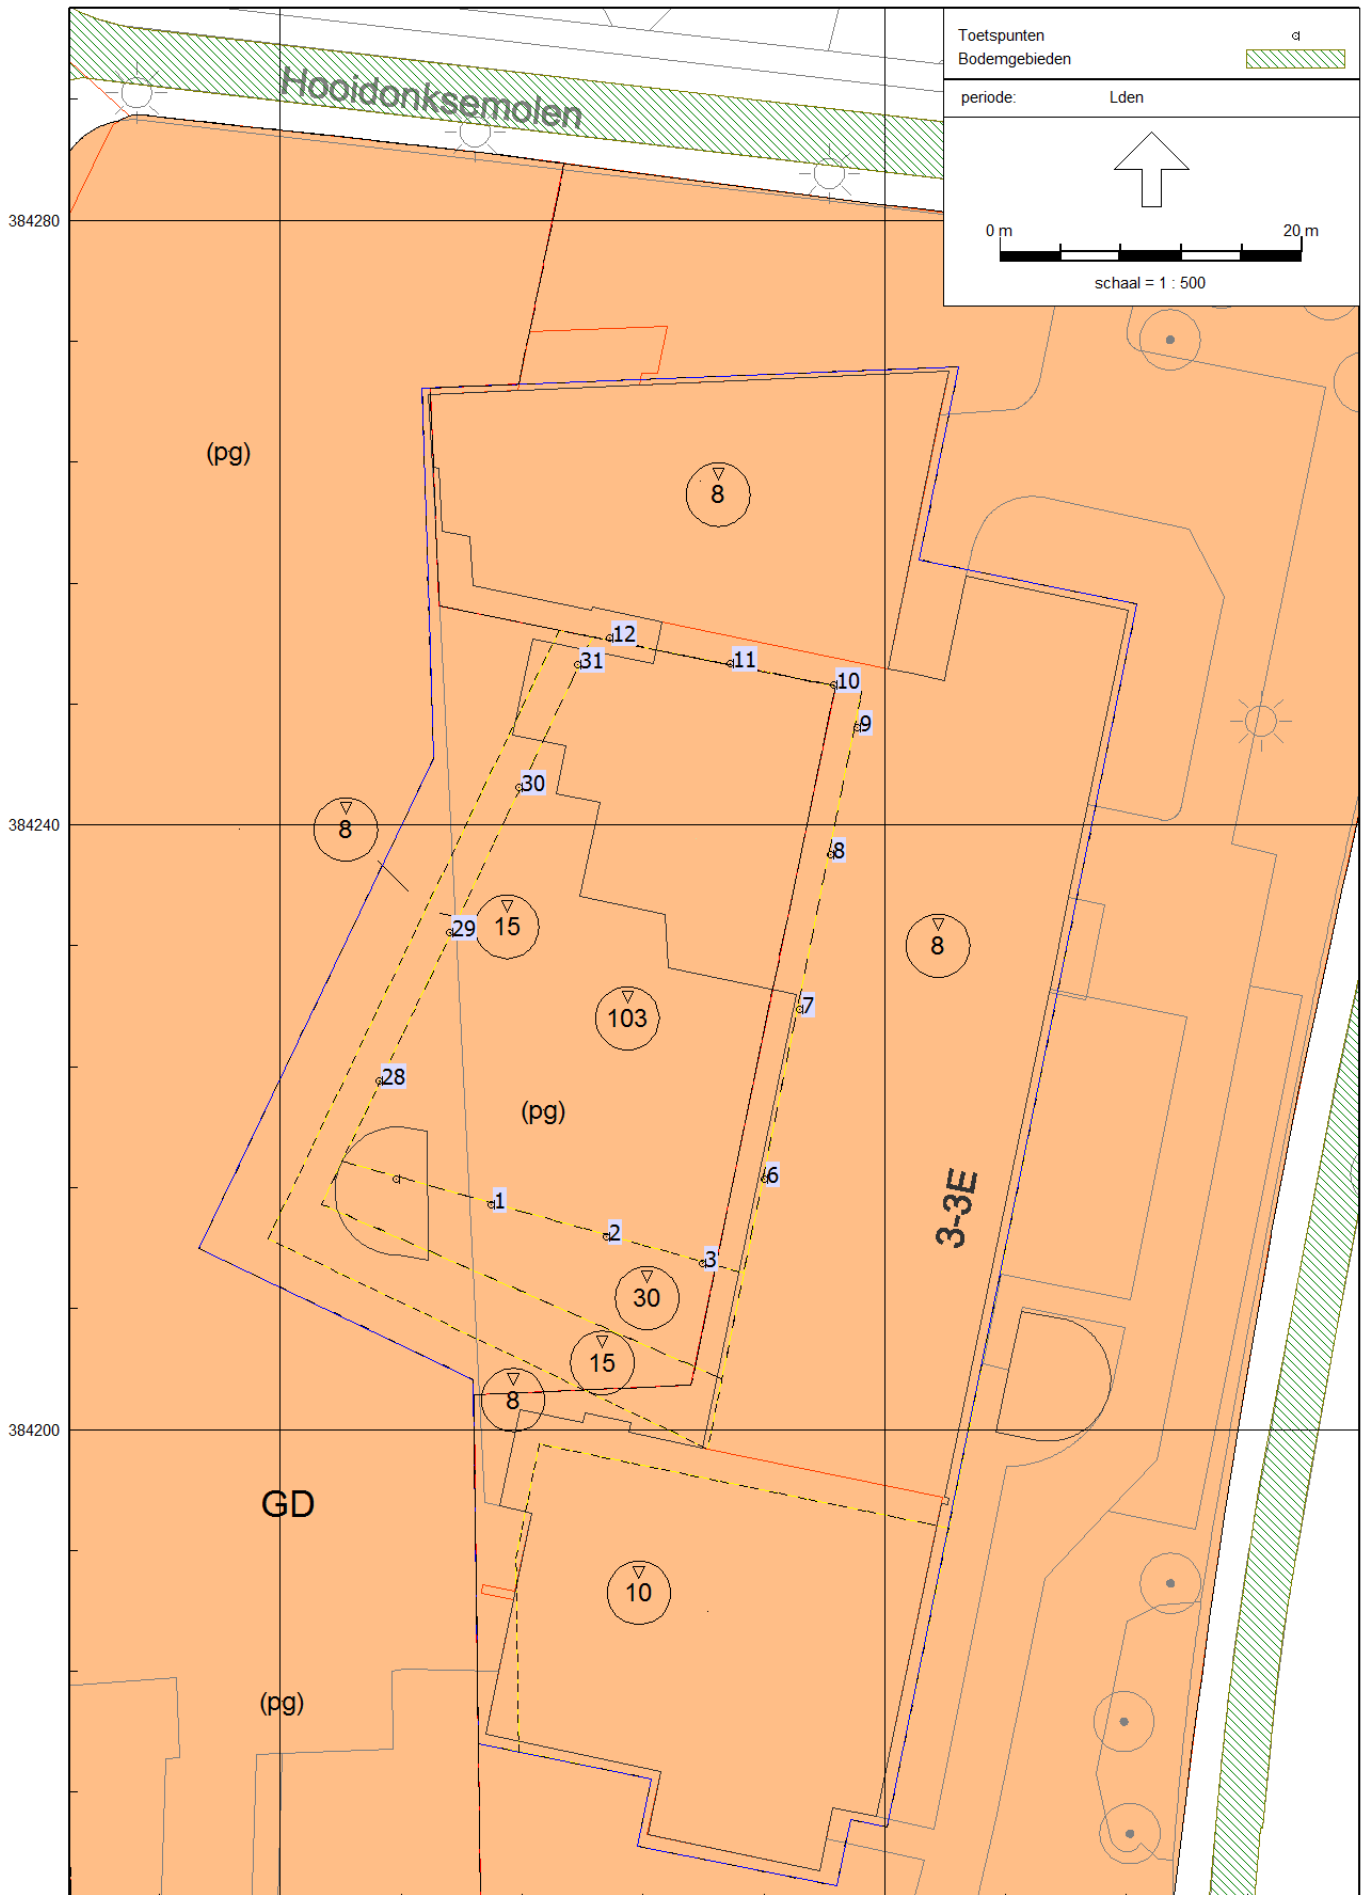 Toetspunten
Bodemgebieden
periode: Lden
0 m 20 m
schaal = 1 : 500
Hooidonksemolen
384280
(pg)
8
12
31
11
10
9
30
384240
8
8
29
15
8
103
7
28
(pg)
6
1
2
3
3-3E
30
15
8
384200
GD
10
(pg)